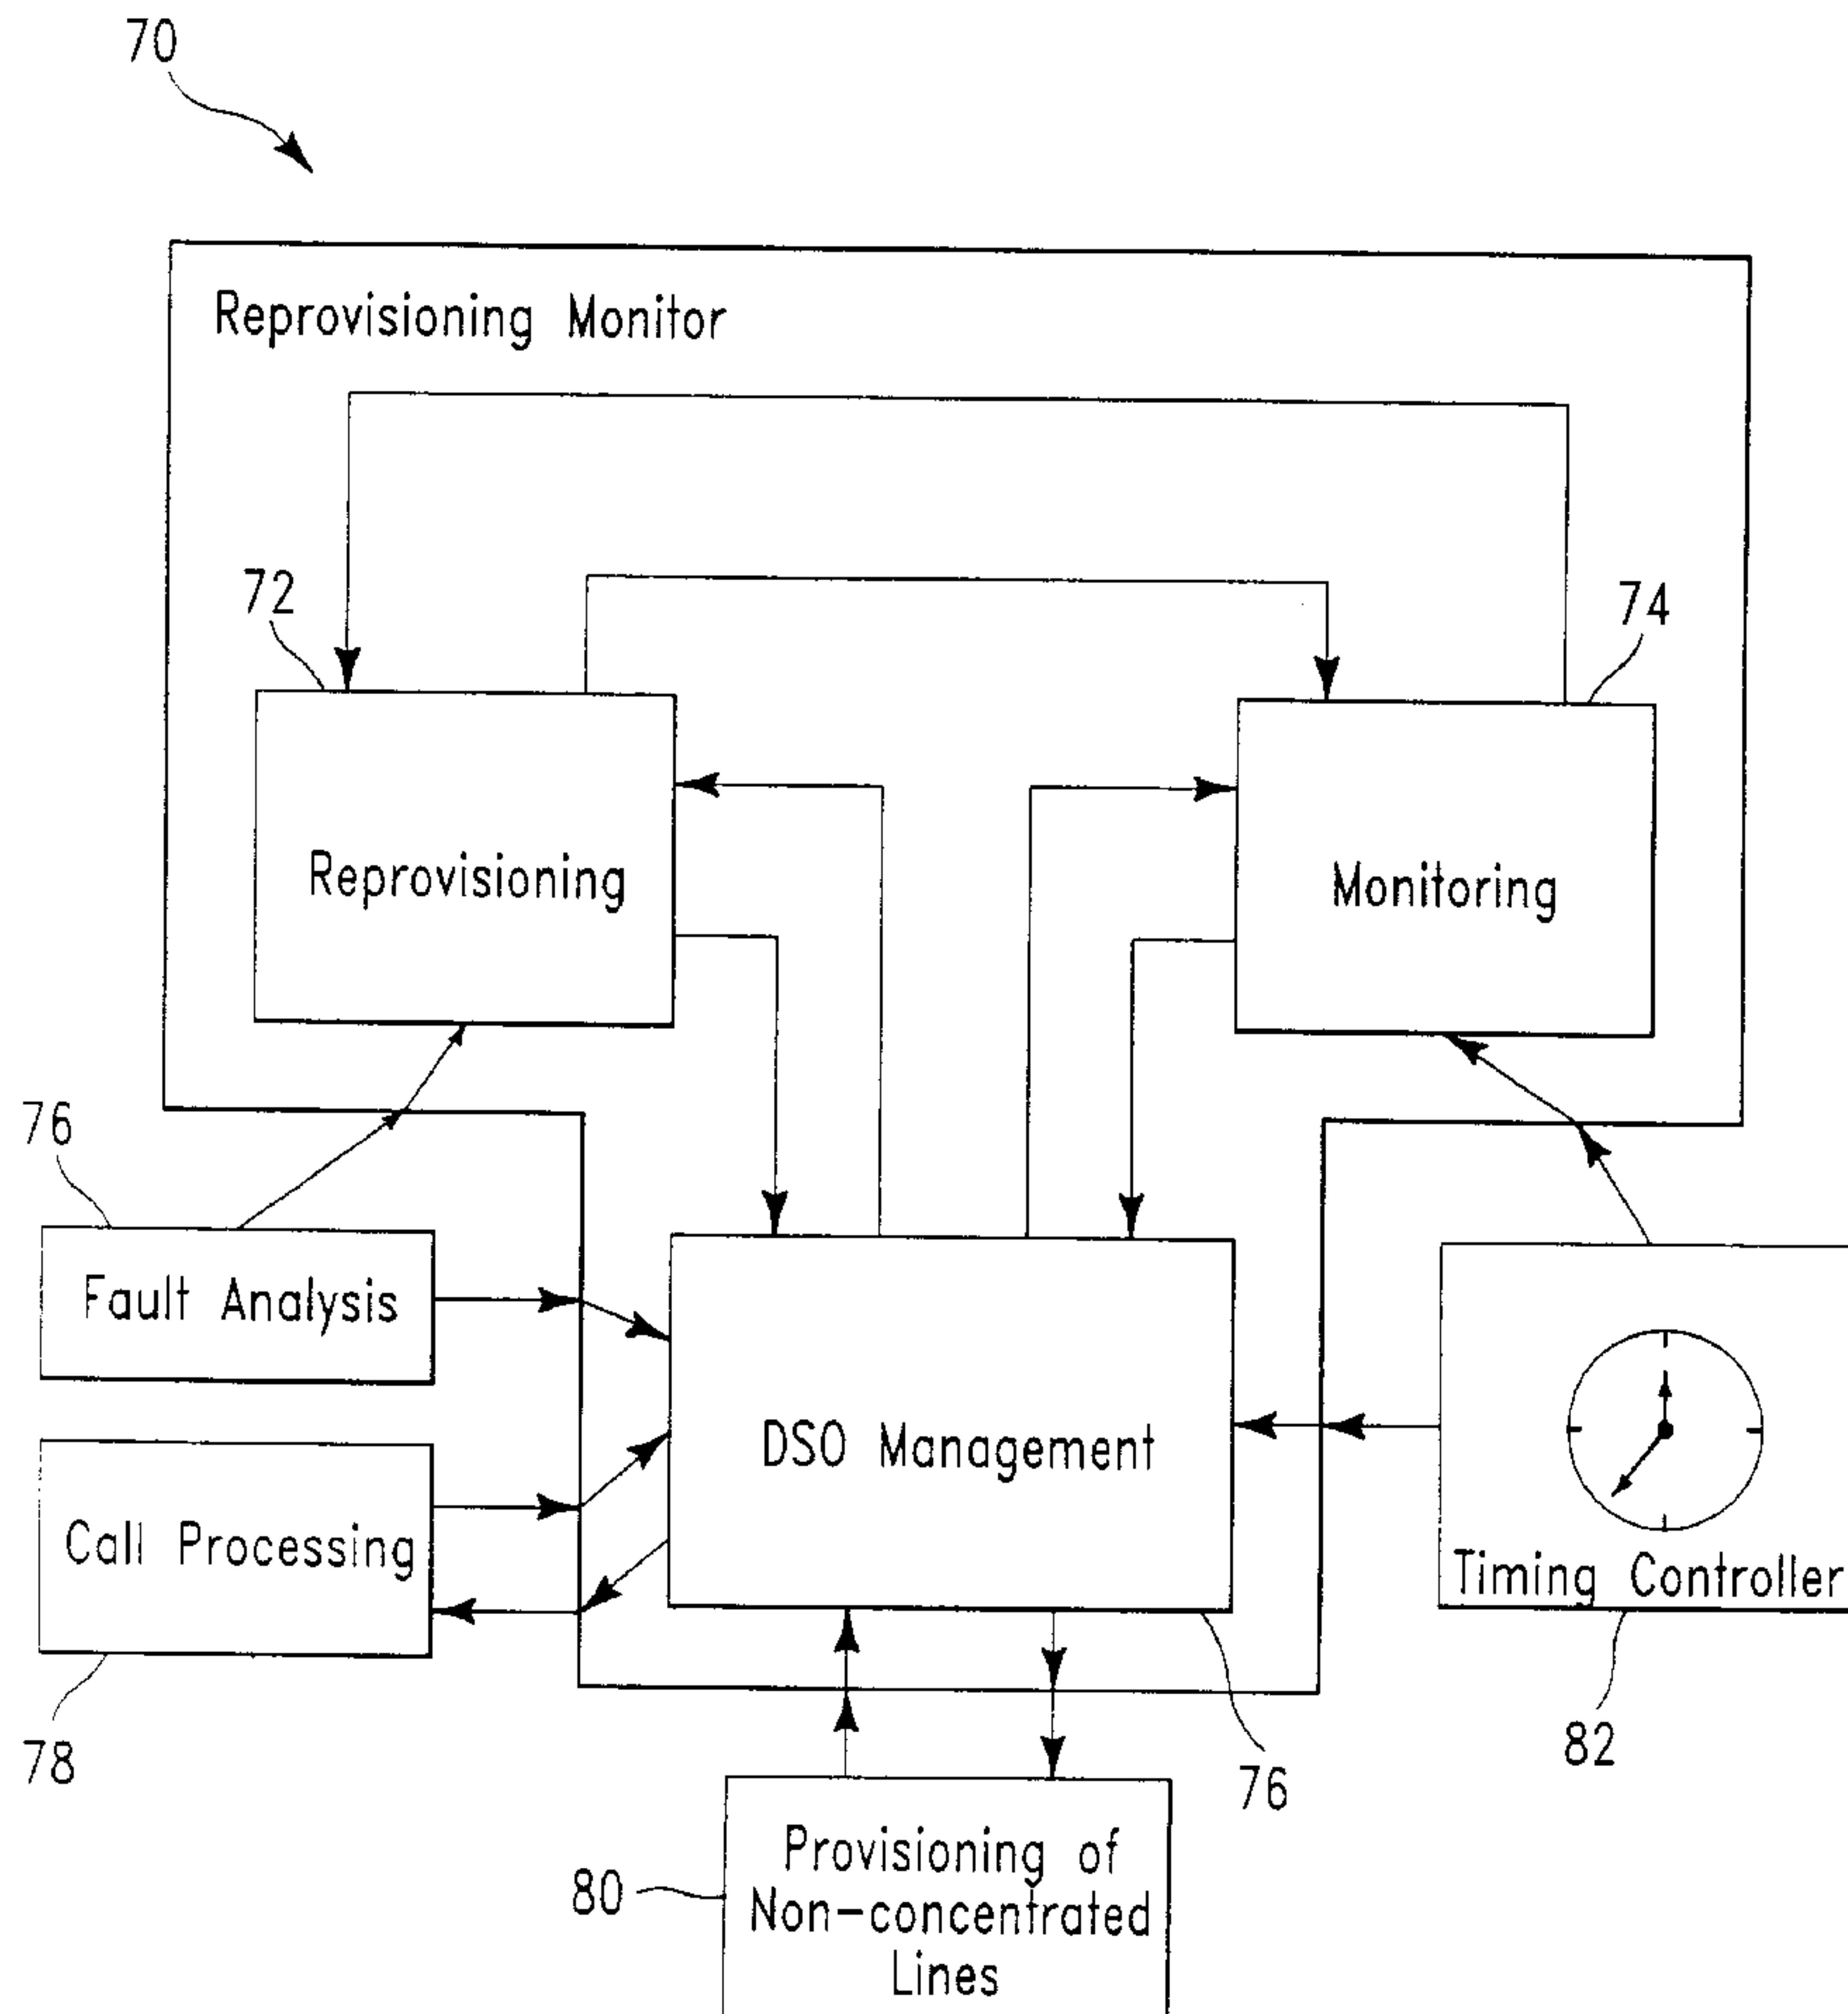 70
Reprovisioning Monitor
72
74
Reprovisioning
Monitoring
76
Fault Analysis
DSO Management
Call Processing
Timing Controller
78
82
76
80
Provisioning of
Non-concentrated
Lines